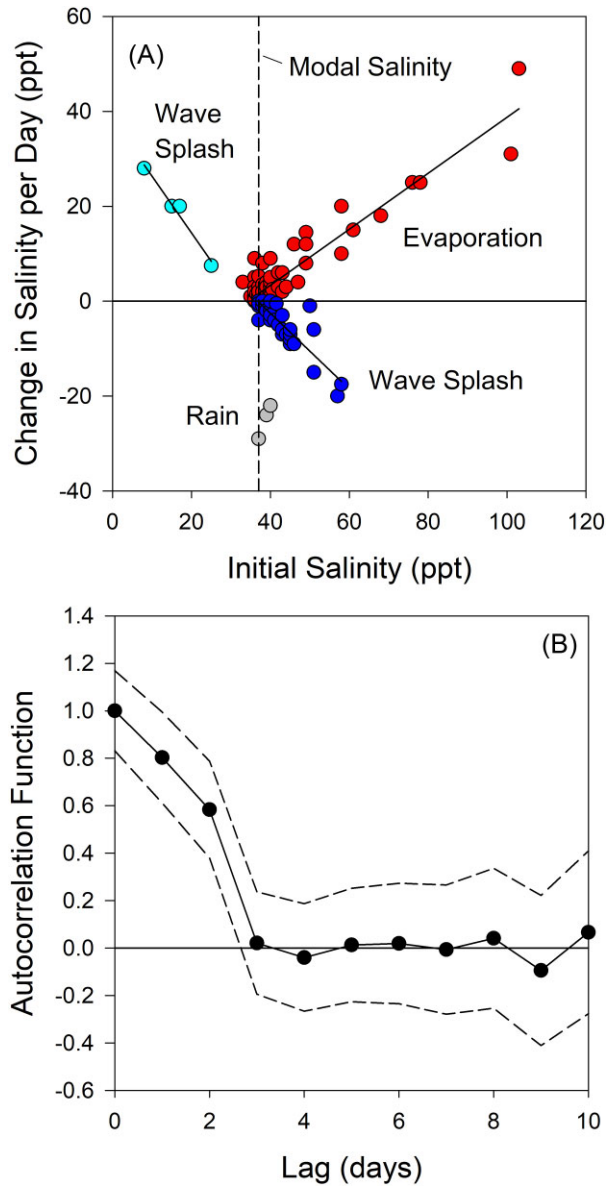 60
(A)
Modal Salinity
Wave
Splash
40
20
Evaporation
0
Wave Splash
Rain
-20
-40
0 20 40 60 80 100 120
Change in Salinity per Day (ppt)
Initial Salinity (ppt)
1.4
(B)
1.2
1.0
0.8
0.6
0.4
0.2
0.0
-0.2
-0.4
-0.6
0 2 4 6 8 10
Autocorrelation Function
Lag (days)